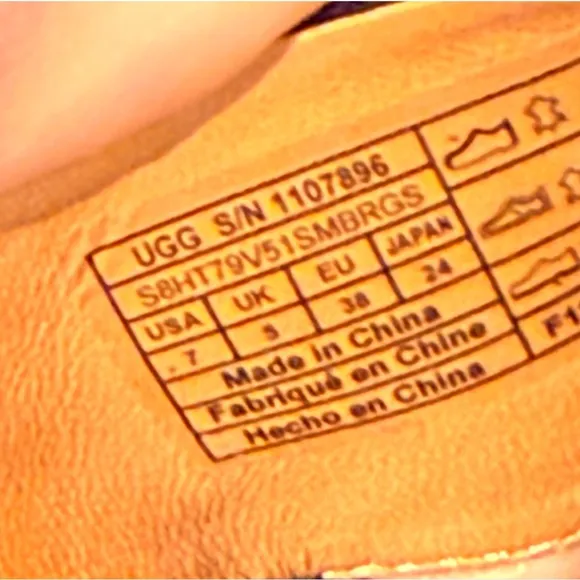 UGG S/N 1107896
S8HT79V51SMBRGS
USA UK EU JAPAN
7 5 38 24
Made in China
Fabriqué en Chine
Hecho en China
F1